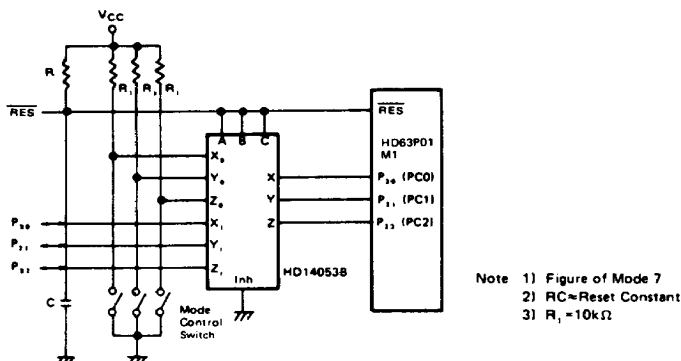 VCC
R
R₁ R₁ R₁
RES
RES
A B C
HD63P01
M1
X₀
Y₀
Z₀
X
Y
Z
P₂₀ (PC0)
P₂₁ (PC1)
P₂₂ (PC2)
P₂₀
P₂₁
P₂₂
X₁
Y₁
Z₁
Inh
HD14053B
C
Mode
Control
Switch
Note 1) Figure of Mode 7
2) RC≈Reset Constant
3) R₁=10kΩ